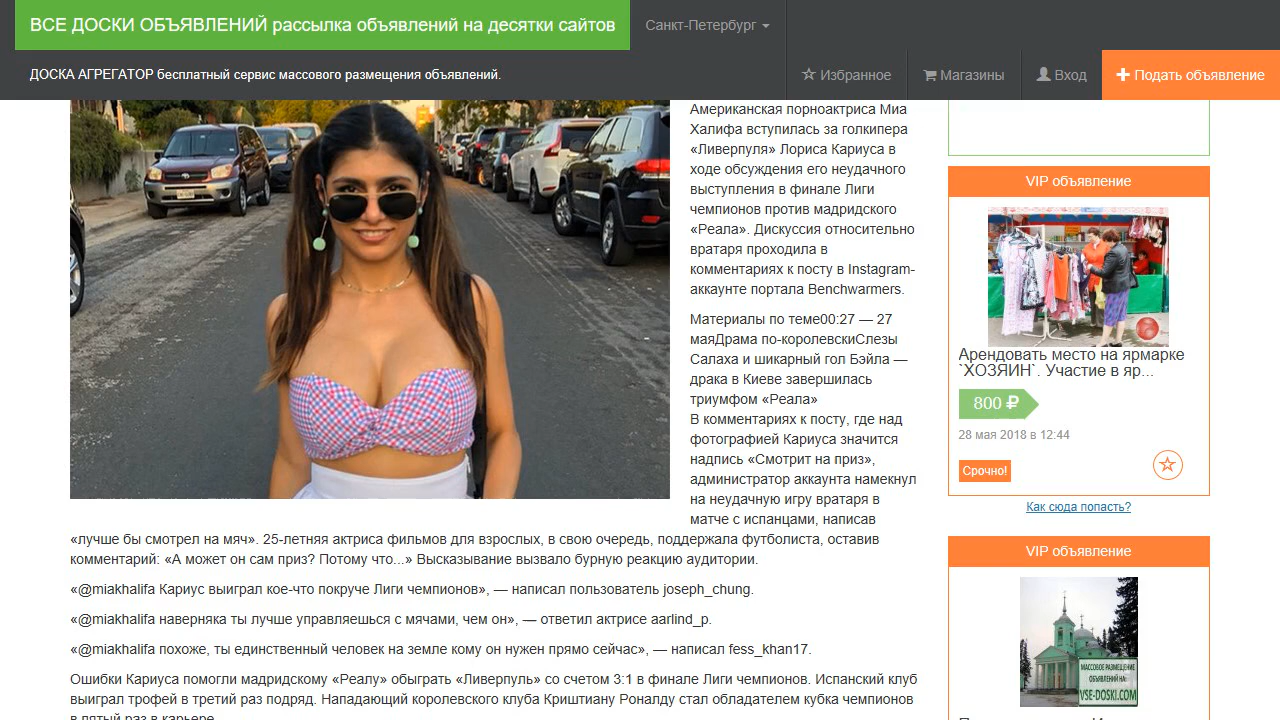 ВСЕ ДОСКИ ОБЪЯВЛЕНИЙ рассылка объявлений на десятки сайтов
Санкт-Петербург
ДОСКА АГРЕГАТОР бесплатный сервис массового размещения объявлений.
Избранное
Магазины
Вход
Подать объявление
Американская порноактриса Миа
Халифа вступилась за голкипера
«Ливерпуля» Лориса Кариуса в
ходе обсуждения его неудачного
выступления в финале Лиги
чемпионов против мадридского
«Реала». Дискуссия относительно
вратаря проходила в
комментариях к посту в Instagram-
аккаунте портала Benchwarmers.
Материалы по теме00:27 — 27
маяДрама по-королевскиСлезы
Салаха и шикарный гол Бэйла —
драка в Киеве завершилась
триумфом «Реала»
В комментариях к посту, где над
фотографией Кариуса значится
надпись «Смотрит на приз»,
администратор аккаунта намекнул
на неудачную игру вратаря в
матче с испанцами, написав
«лучше бы смотрел на мяч». 25-летняя актриса фильмов для взрослых, в свою очередь, поддержала футболиста, оставив
комментарий: «А может он сам приз? Потому что...» Высказывание вызвало бурную реакцию аудитории.
«@miakhalifa Кариус выиграл кое-что покруче Лиги чемпионов», — написал пользователь joseph_chung.
«@miakhalifa наверняка ты лучше управляешься с мячами, чем он», — ответил актрисе aarlind_p.
«@miakhalifa похоже, ты единственный человек на земле кому он нужен прямо сейчас», — написал fess_khan17.
Ошибки Кариуса помогли мадридскому «Реалу» обыграть «Ливерпуль» со счетом 3:1 в финале Лиги чемпионов. Испанский клуб
выиграл трофей в третий раз подряд. Нападающий королевского клуба Криштиану Роналду стал обладателем кубка чемпионов
в пятый раз в карьере.
VIP объявление
Арендовать место на ярмарке
`ХОЗЯИН`. Участие в яр...
800 ₽
28 мая 2018 в 12:44
Срочно!
Как сюда попасть?
VIP объявление
МАССОВОЕ РАЗМЕЩЕНИЕ
ОБЪЯВЛЕНИЙ НА:
VSE-DOSKI.COM